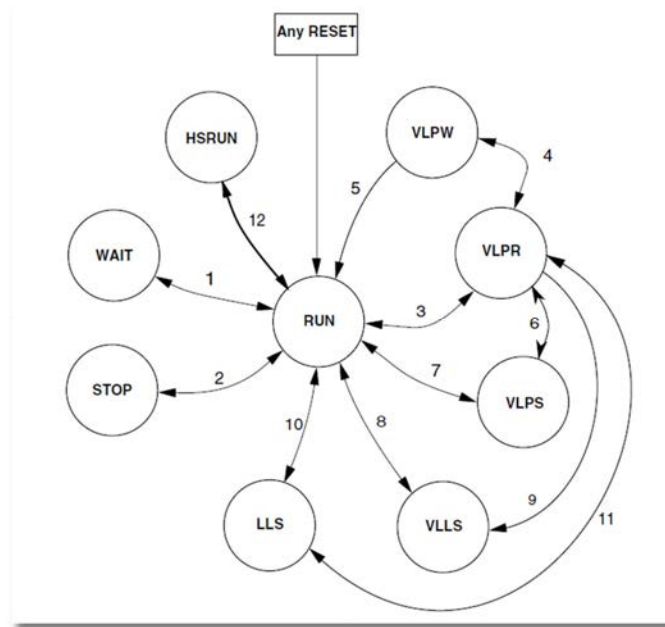 Any RESET
HSRUN
VLPW
4
5
12
WAIT
VLPR
1
RUN
3
6
STOP
2
7
VLPS
10
8
9
11
LLS
VLLS